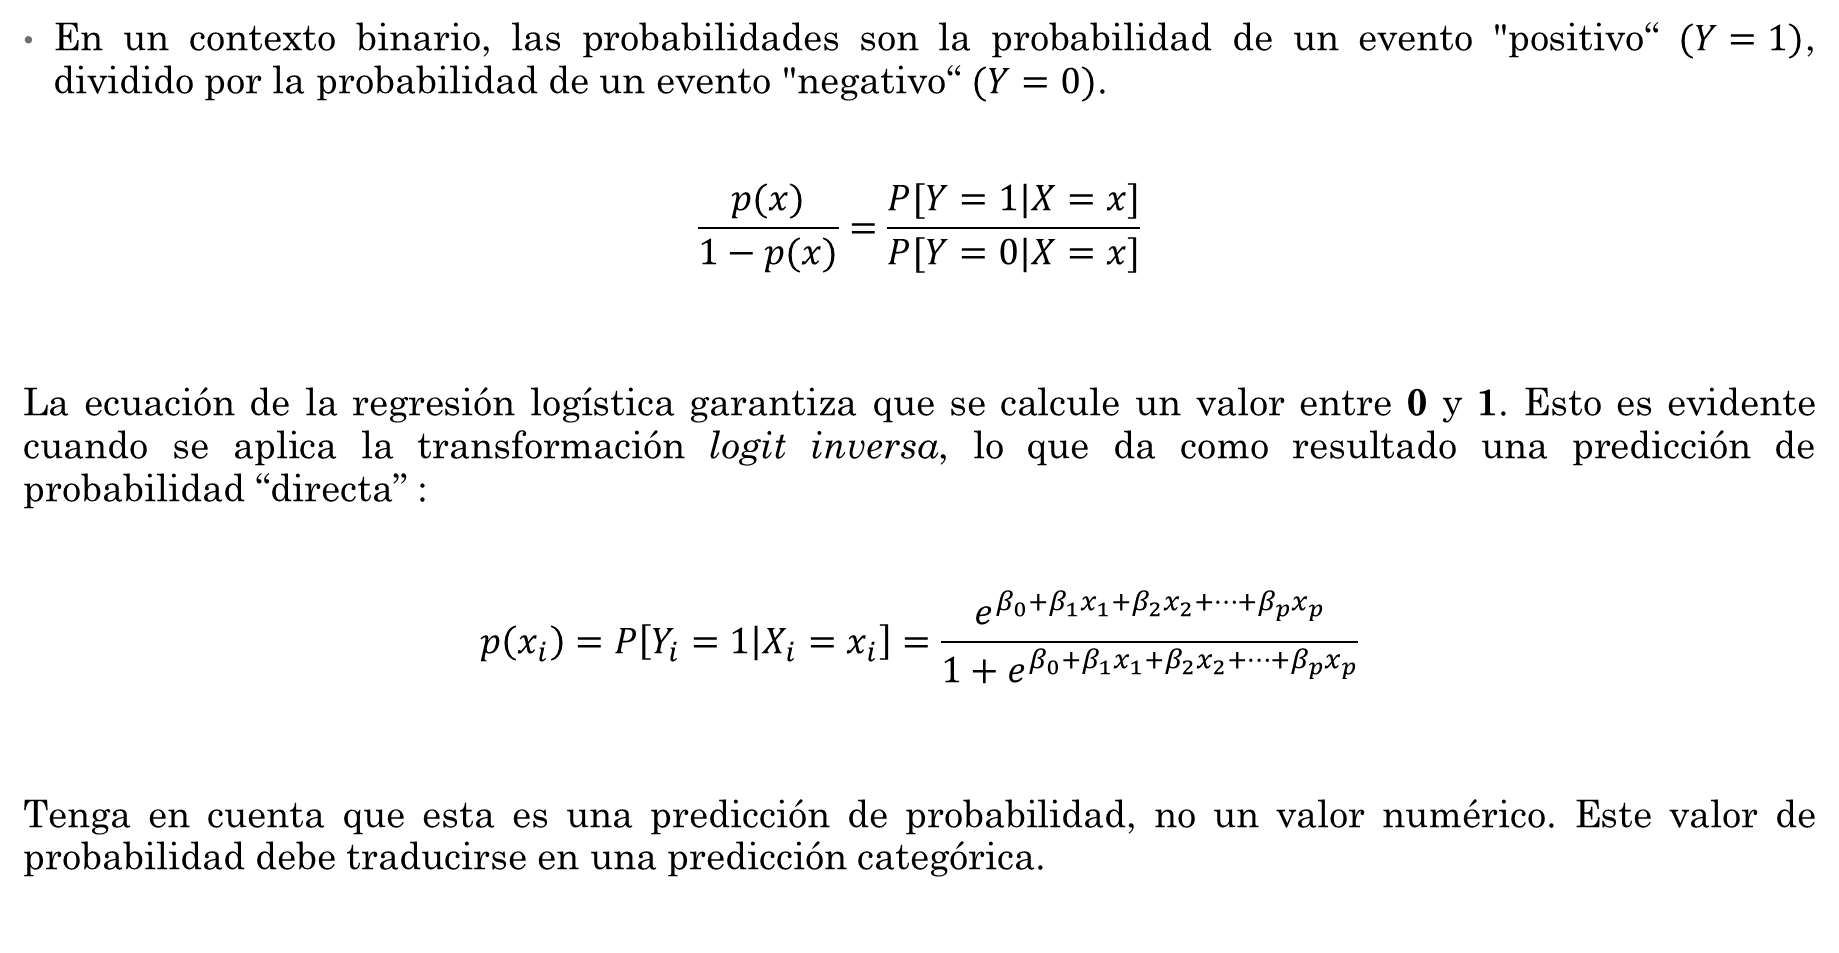 • En un contexto binario, las probabilidades son la probabilidad de un evento "positivo“ (𝑌 = 1),
dividido por la probabilidad de un evento "negativo“ (𝑌 = 0).
p(x) / (1 − p(x)) = P[Y = 1|X = x] / P[Y = 0|X = x]
La ecuación de la regresión logística garantiza que se calcule un valor entre 0 y 1. Esto es evidente
cuando se aplica la transformación logit inversa, lo que da como resultado una predicción de
probabilidad “directa” :
p(x_i) = P[Y_i = 1|X_i = x_i] = e^(β_0+β_1x_1+β_2x_2+⋯+β_px_p) / (1 + e^(β_0+β_1x_1+β_2x_2+⋯+β_px_p))
Tenga en cuenta que esta es una predicción de probabilidad, no un valor numérico. Este valor de
probabilidad debe traducirse en una predicción categórica.